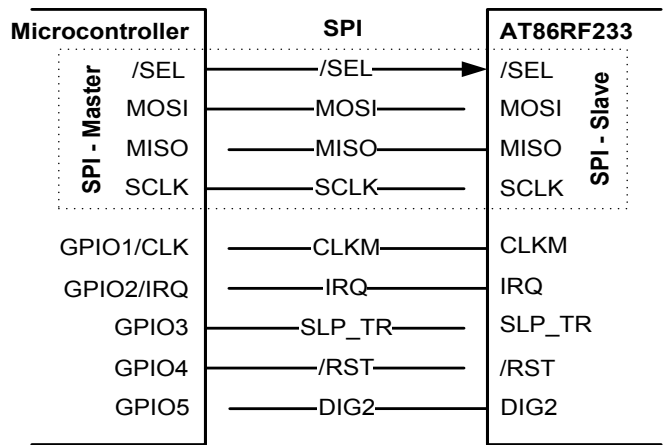 Microcontroller SPI AT86RF233
/SEL /SEL /SEL
MOSI MOSI MOSI
MISO MISO MISO
SCLK SCLK SCLK
SPI - Master
SPI - Slave
GPIO1/CLK CLKM CLKM
GPIO2/IRQ IRQ IRQ
GPIO3 SLP_TR SLP_TR
GPIO4 /RST /RST
GPIO5 DIG2 DIG2